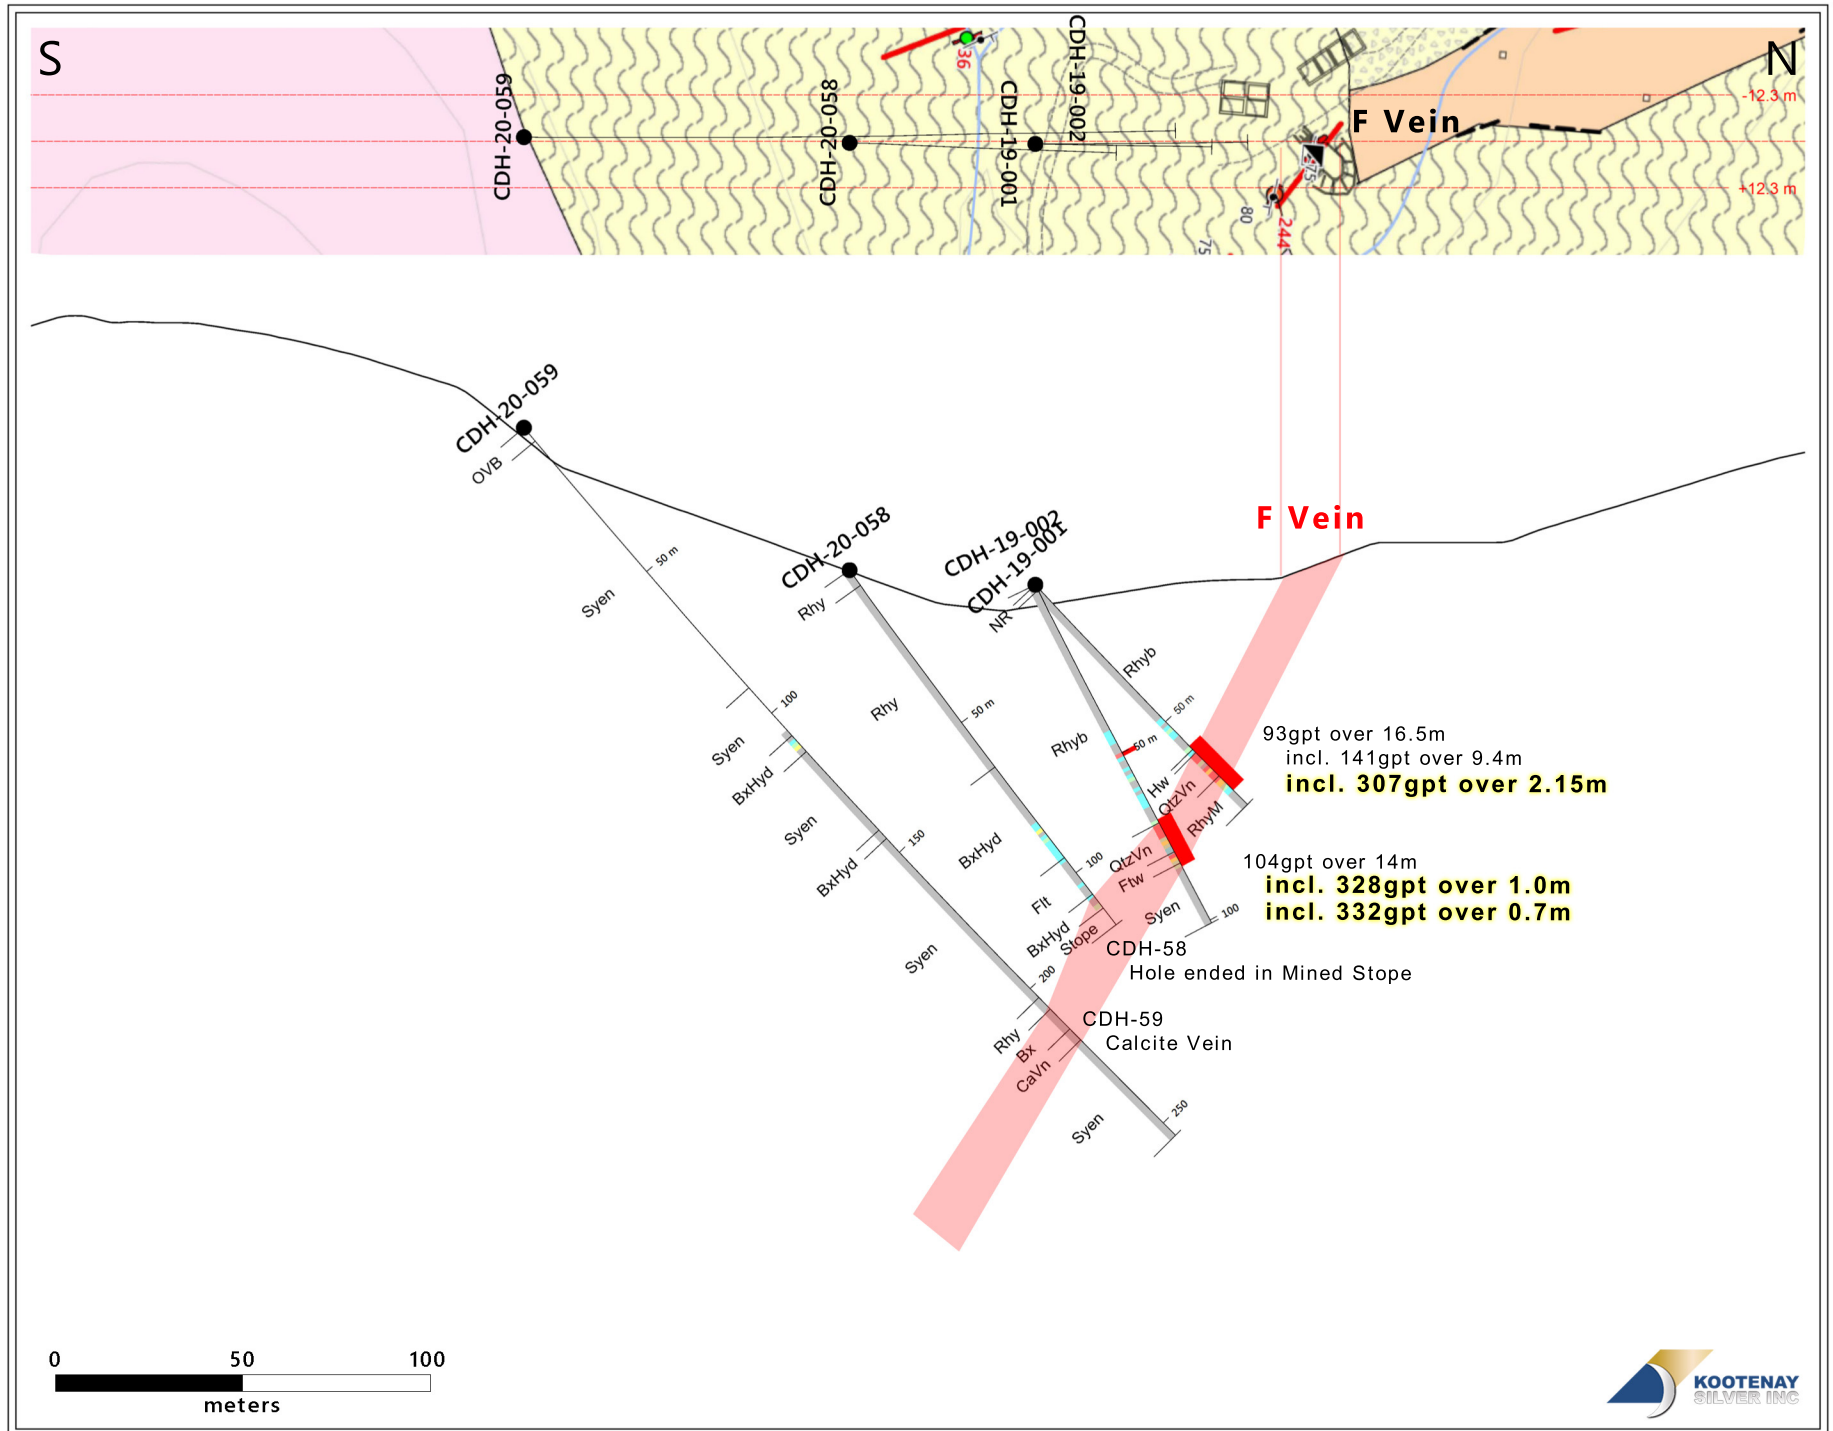 S
N
CDH-20-059
CDH-20-058
36
CDH-19-001
CDH-19-002
F Vein
-12.3 m
+12.3 m
75
80
244
75
CDH-20-059
OVB
50 m
Syen
100
Syen
BxHyd
Syen
BxHyd
150
Syen
200
Rhy
Bx
CaVn
Syen
250
CDH-20-058
Rhy
Rhy
50 m
BxHyd
100
Flt
BxHyd
Stope
CDH-19-002
CDH-19-001
NR
Rhyb
50 m
Rhyb
50 m
Hw
QtzVn
RhyM
QtzVn
Ftw
Syen
100
F Vein
93gpt over 16.5m
incl. 141gpt over 9.4m
incl. 307gpt over 2.15m
104gpt over 14m
incl. 328gpt over 1.0m
incl. 332gpt over 0.7m
CDH-58
Hole ended in Mined Stope
CDH-59
Calcite Vein
0 50 100
meters
KOOTENAY
SILVER INC